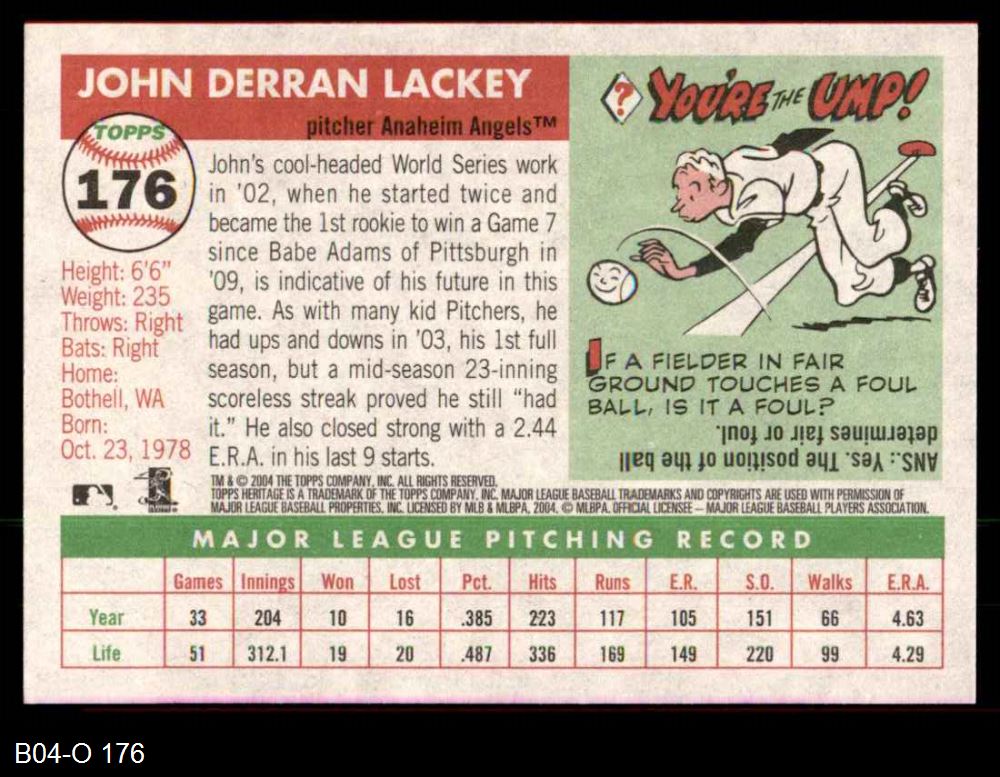 JOHN DERRAN LACKEY
pitcher Anaheim Angels™
TOPPS
176
Height: 6'6"
Weight: 235
Throws: Right
Bats: Right
Home:
Bothell, WA
Born:
Oct. 23, 1978
John's cool-headed World Series work
in '02, when he started twice and
became the 1st rookie to win a Game 7
since Babe Adams of Pittsburgh in
'09, is indicative of his future in this
game. As with many kid Pitchers, he
had ups and downs in '03, his 1st full
season, but a mid-season 23-inning
scoreless streak proved he still "had
it." He also closed strong with a 2.44
E.R.A. in his last 9 starts.
? YOU'RE THE UMP!
IF A FIELDER IN FAIR
GROUND TOUCHES A FOUL
BALL, IS IT A FOUL?
ANS.: Yes. The position of the ball
determines fair or foul.
TM & © 2004 THE TOPPS COMPANY, INC. ALL RIGHTS RESERVED.
TOPPS HERITAGE IS A TRADEMARK OF THE TOPPS COMPANY, INC. MAJOR LEAGUE BASEBALL TRADEMARKS AND COPYRIGHTS ARE USED WITH PERMISSION OF
MAJOR LEAGUE BASEBALL PROPERTIES, INC. LICENSED BY MLB & MLBPA, 2004. © MLBPA. OFFICIAL LICENSEE – MAJOR LEAGUE BASEBALL PLAYERS ASSOCIATION.
MAJOR LEAGUE PITCHING RECORD
Games Innings Won Lost Pct. Hits Runs E.R. S.O. Walks E.R.A.
Year 33 204 10 16 .385 223 117 105 151 66 4.63
Life 51 312.1 19 20 .487 336 169 149 220 99 4.29
B04-O 176